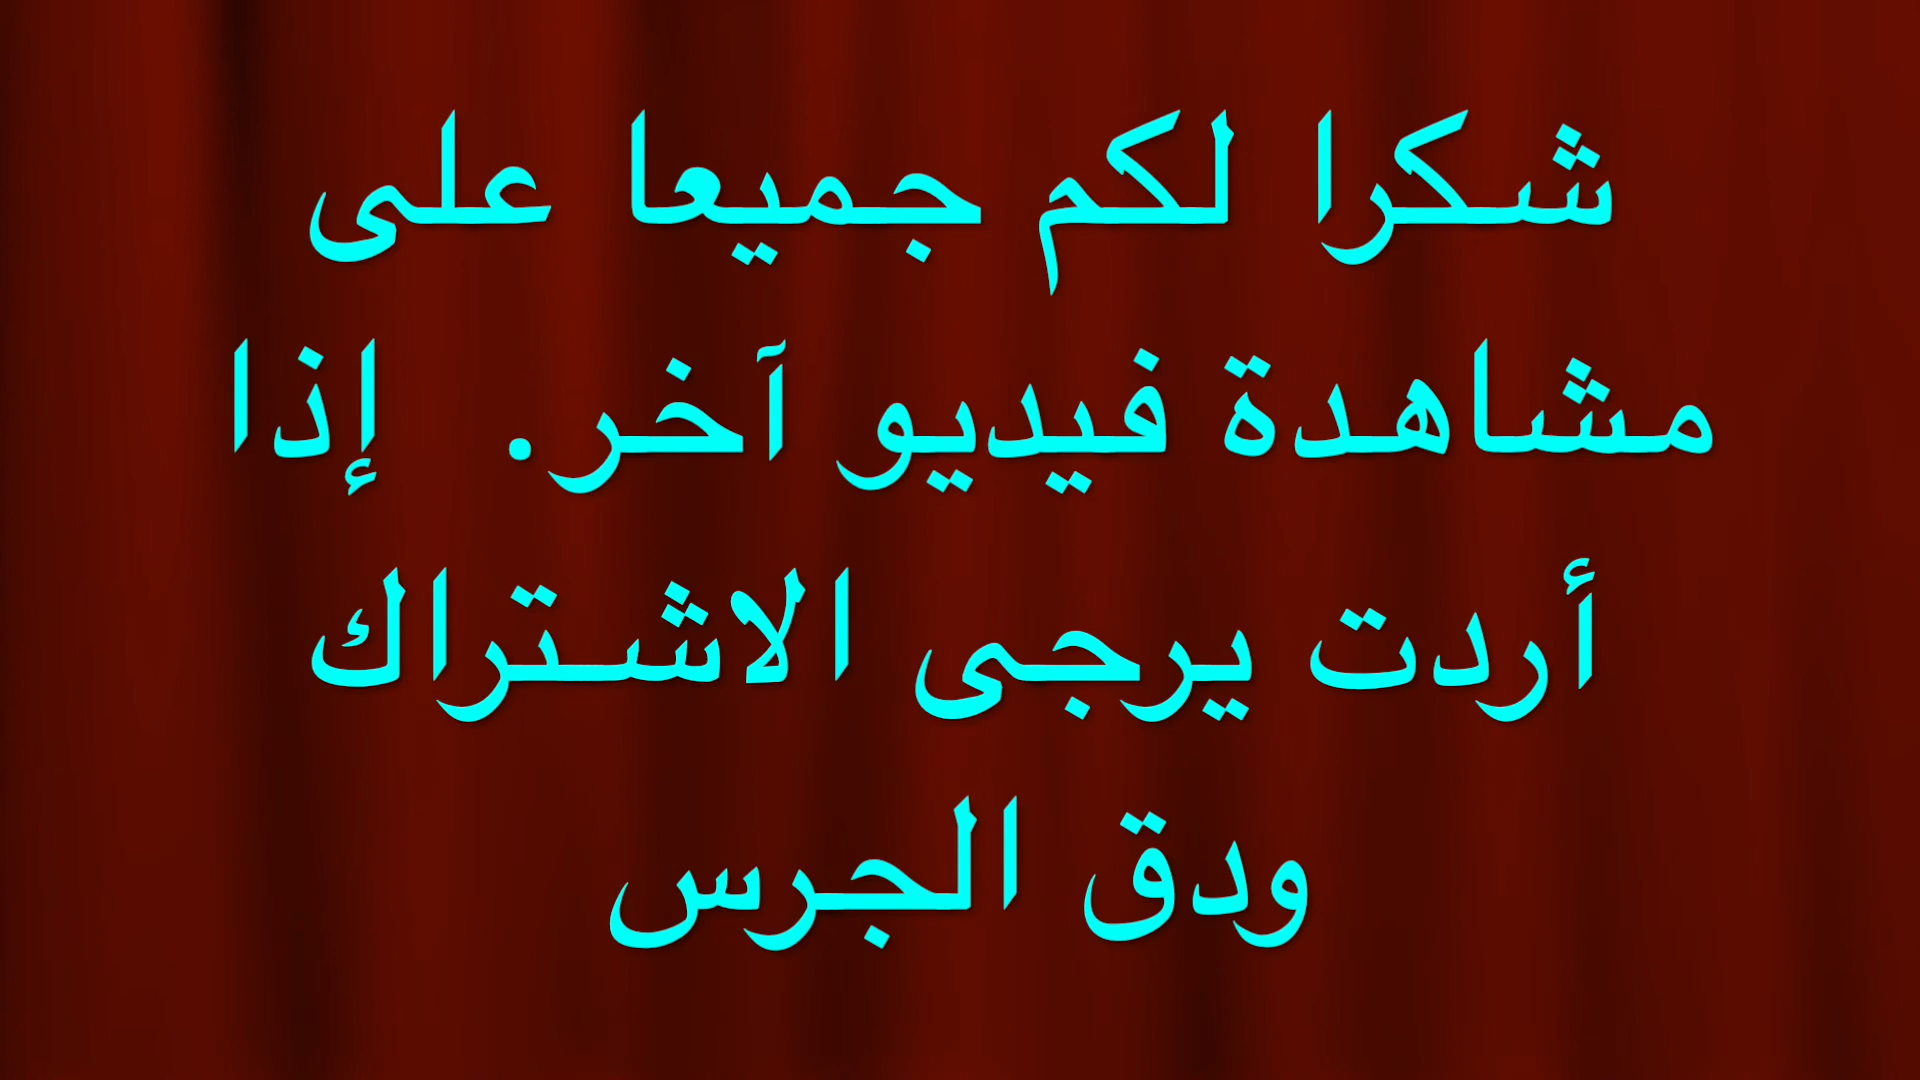 شكرا لكم جميعا على
مشاهدة فيديو آخر. إذا
أردت يرجى الاشتراك
ودق الجرس